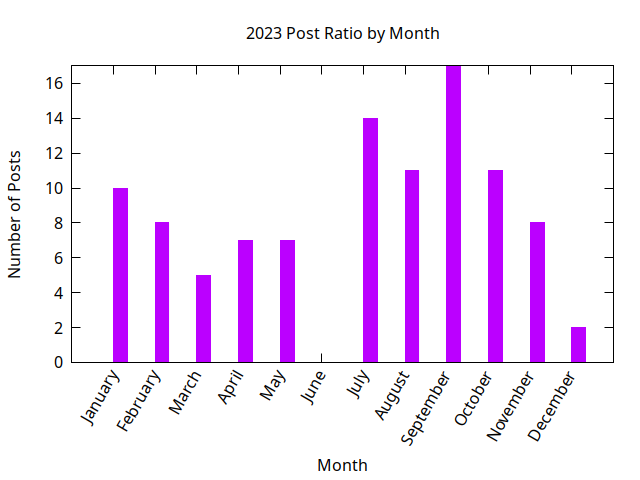 2023 Post Ratio by Month
Number of Posts
16
14
12
10
8
6
4
2
0
January
February
March
April
May
June
July
August
September
October
November
December
Month